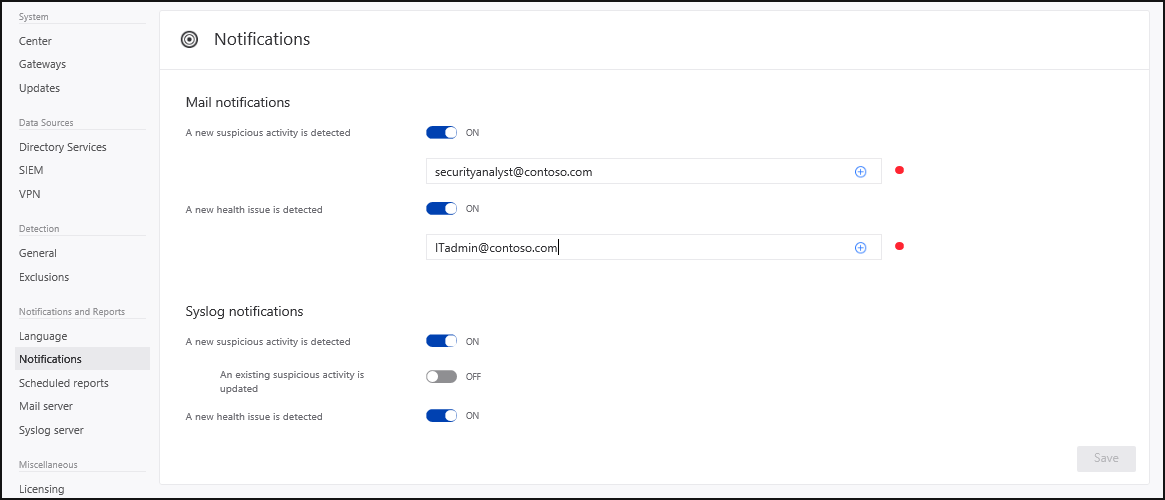 System
Center
Gateways
Updates
Data Sources
Directory Services
SIEM
VPN
Detection
General
Exclusions
Notifications and Reports
Language
Notifications
Scheduled reports
Mail server
Syslog server
Miscellaneous
Licensing
Notifications
Mail notifications
A new suspicious activity is detected
ON
securityanalyst@contoso.com
A new health issue is detected
ON
ITadmin@contoso.com
Syslog notifications
A new suspicious activity is detected
ON
An existing suspicious activity is
updated
OFF
A new health issue is detected
ON
Save